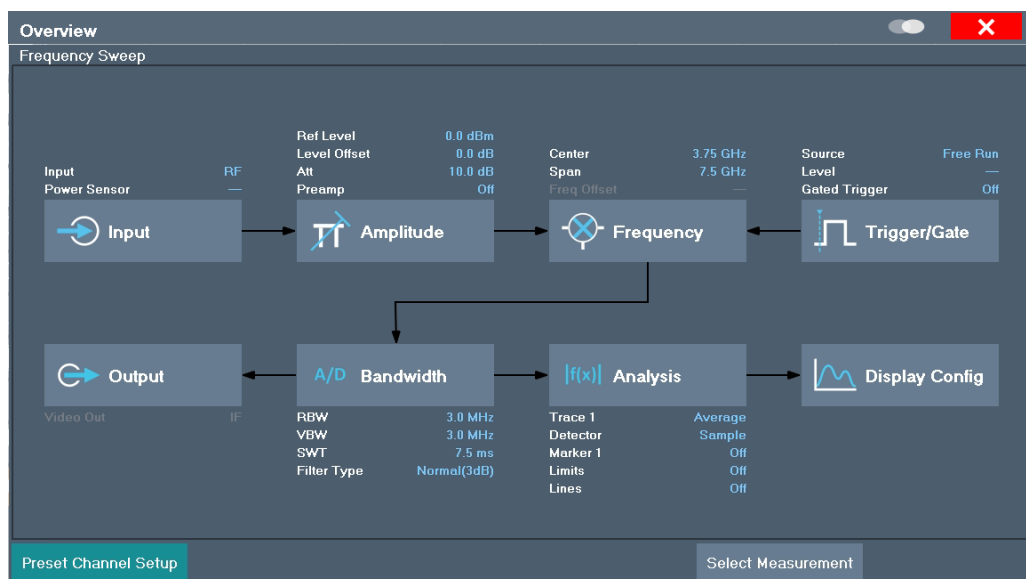 Overview
Frequency Sweep
Input RF
Power Sensor —
Input
Ref Level 0.0 dBm
Level Offset 0.0 dB
Att 10.0 dB
Preamp Off
Amplitude
Center 3.75 GHz
Span 7.5 GHz
Freq Offset —
Frequency
Source Free Run
Level —
Gated Trigger Off
Trigger/Gate
Output
Video Out IF
A/D Bandwidth
RBW 3.0 MHz
VBW 3.0 MHz
SWT 7.5 ms
Filter Type Normal(3dB)
|f(x)| Analysis
Trace 1 Average
Detector Sample
Marker 1 Off
Limits Off
Lines Off
Display Config
Preset Channel Setup
Select Measurement